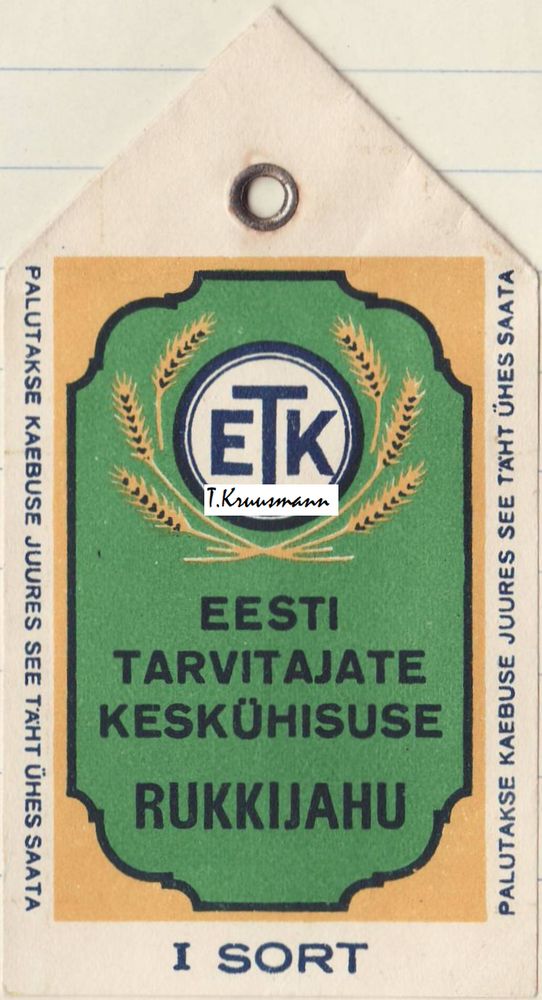 PALUTAKSE KAEBUSE JUURES SEE TÄHT ÜHES SAATA
ETK
T.Kruusmann
EESTI
TARVITAJATE
KESKÜHISUSE
RUKKIJAHU
PALUTAKSE KAEBUSE JUURES SEE TÄHT ÜHES SAATA
I SORT